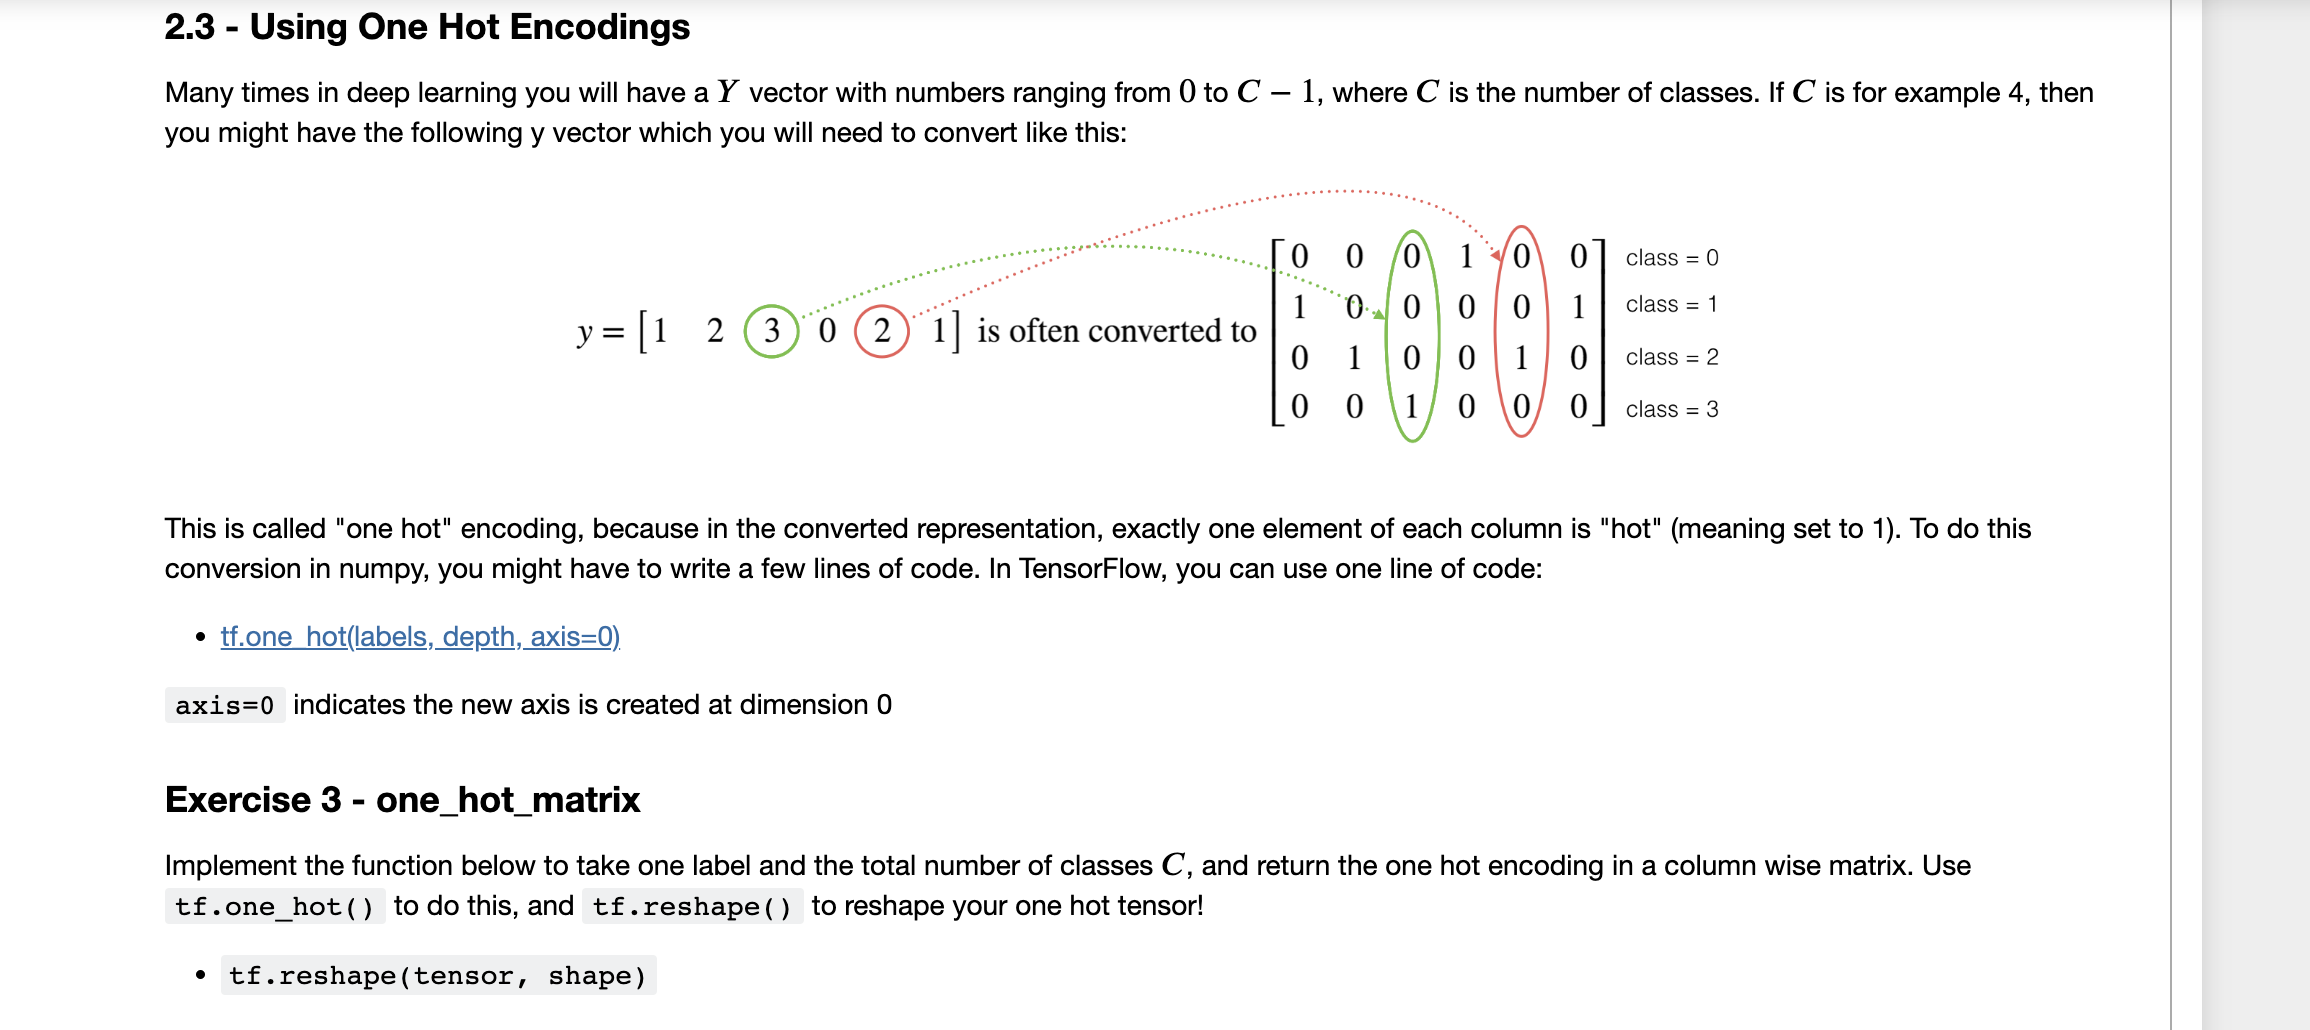 2.3 - Using One Hot Encodings
Many times in deep learning you will have a Y vector with numbers ranging from 0 to C − 1, where C is the number of classes. If C is for example 4, then
you might have the following y vector which you will need to convert like this:
y = [1 2 3 0 2 1] is often converted to
0 0 0 1 0 0 class = 0
1 0 0 0 0 1 class = 1
0 1 0 0 1 0 class = 2
0 0 1 0 0 0 class = 3
This is called "one hot" encoding, because in the converted representation, exactly one element of each column is "hot" (meaning set to 1). To do this
conversion in numpy, you might have to write a few lines of code. In TensorFlow, you can use one line of code:
• tf.one_hot(labels, depth, axis=0)
axis=0 indicates the new axis is created at dimension 0
Exercise 3 - one_hot_matrix
Implement the function below to take one label and the total number of classes C, and return the one hot encoding in a column wise matrix. Use
tf.one_hot() to do this, and tf.reshape() to reshape your one hot tensor!
• tf.reshape(tensor, shape)